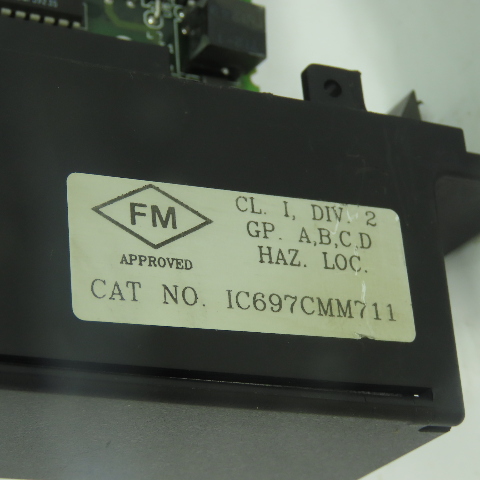 FM
APPROVED
CL. I, DIV. 2
GP. A,B,C,D
HAZ. LOC.
CAT NO. IC697CMM711